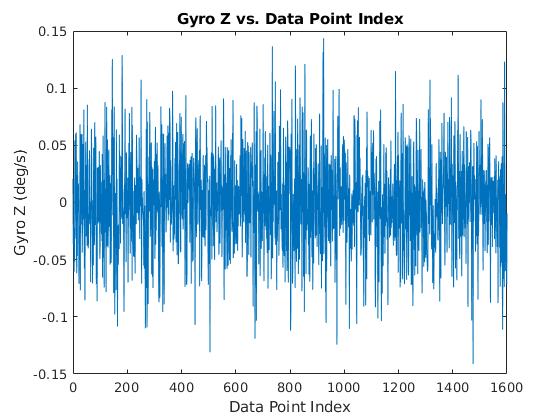 Gyro Z vs. Data Point Index
0.15
0.1
0.05
0
-0.05
-0.1
-0.15
Gyro Z (deg/s)
0 200 400 600 800 1000 1200 1400 1600
Data Point Index